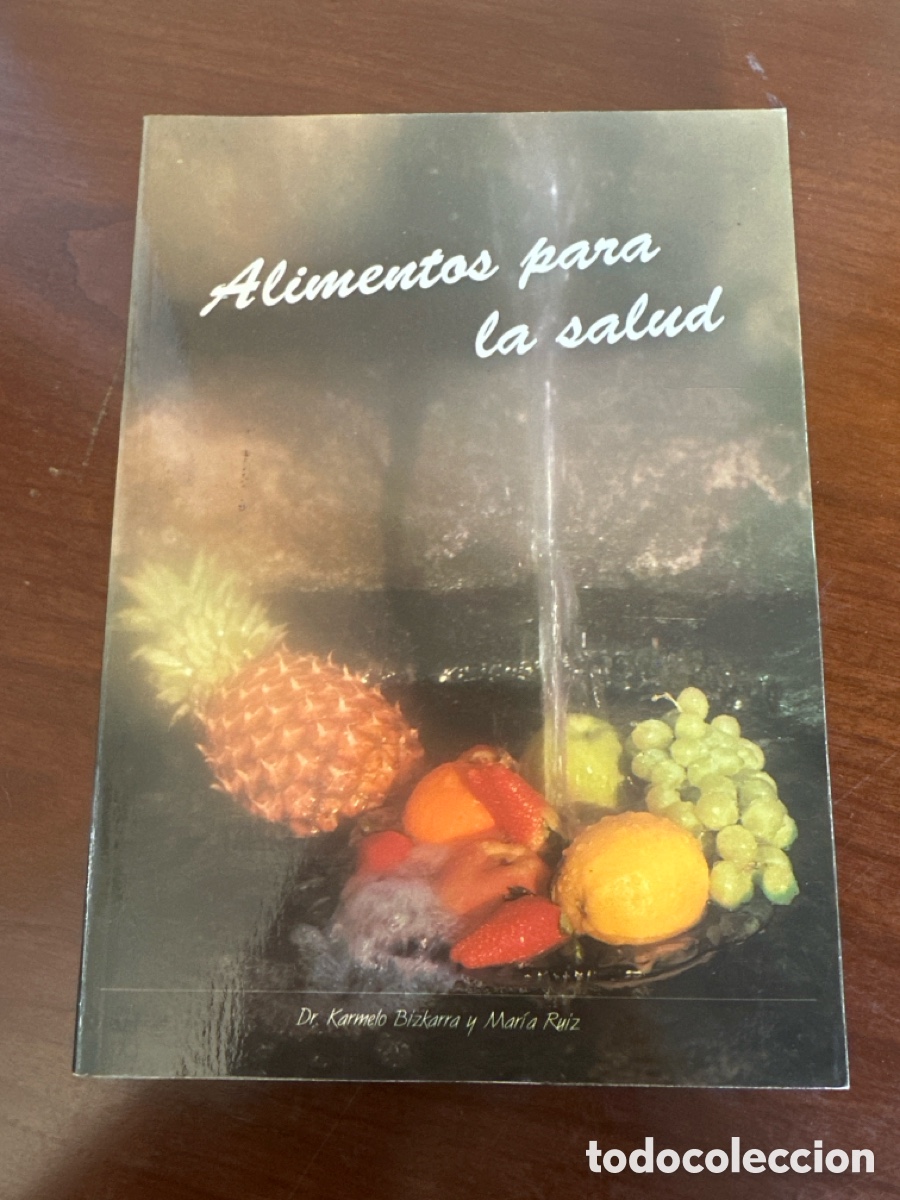 Alimentos para
la salud
Dr. Karmelo Bizkarra y María Ruiz
todocoleccion